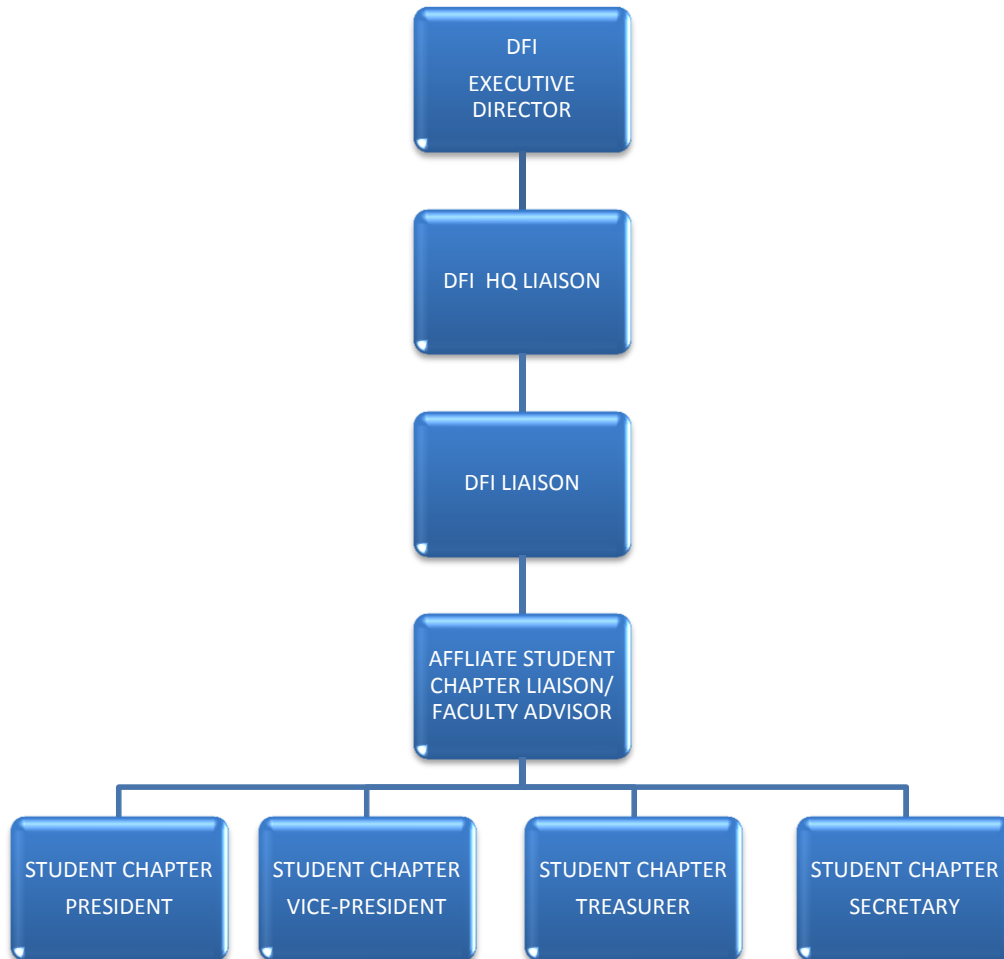 DFI
EXECUTIVE
DIRECTOR
DFI  HQ LIAISON
DFI LIAISON
AFFLIATE STUDENT
CHAPTER LIAISON/
FACULTY ADVISOR
STUDENT CHAPTER
PRESIDENT
STUDENT CHAPTER
VICE-PRESIDENT
STUDENT CHAPTER
TREASURER
STUDENT CHAPTER
SECRETARY